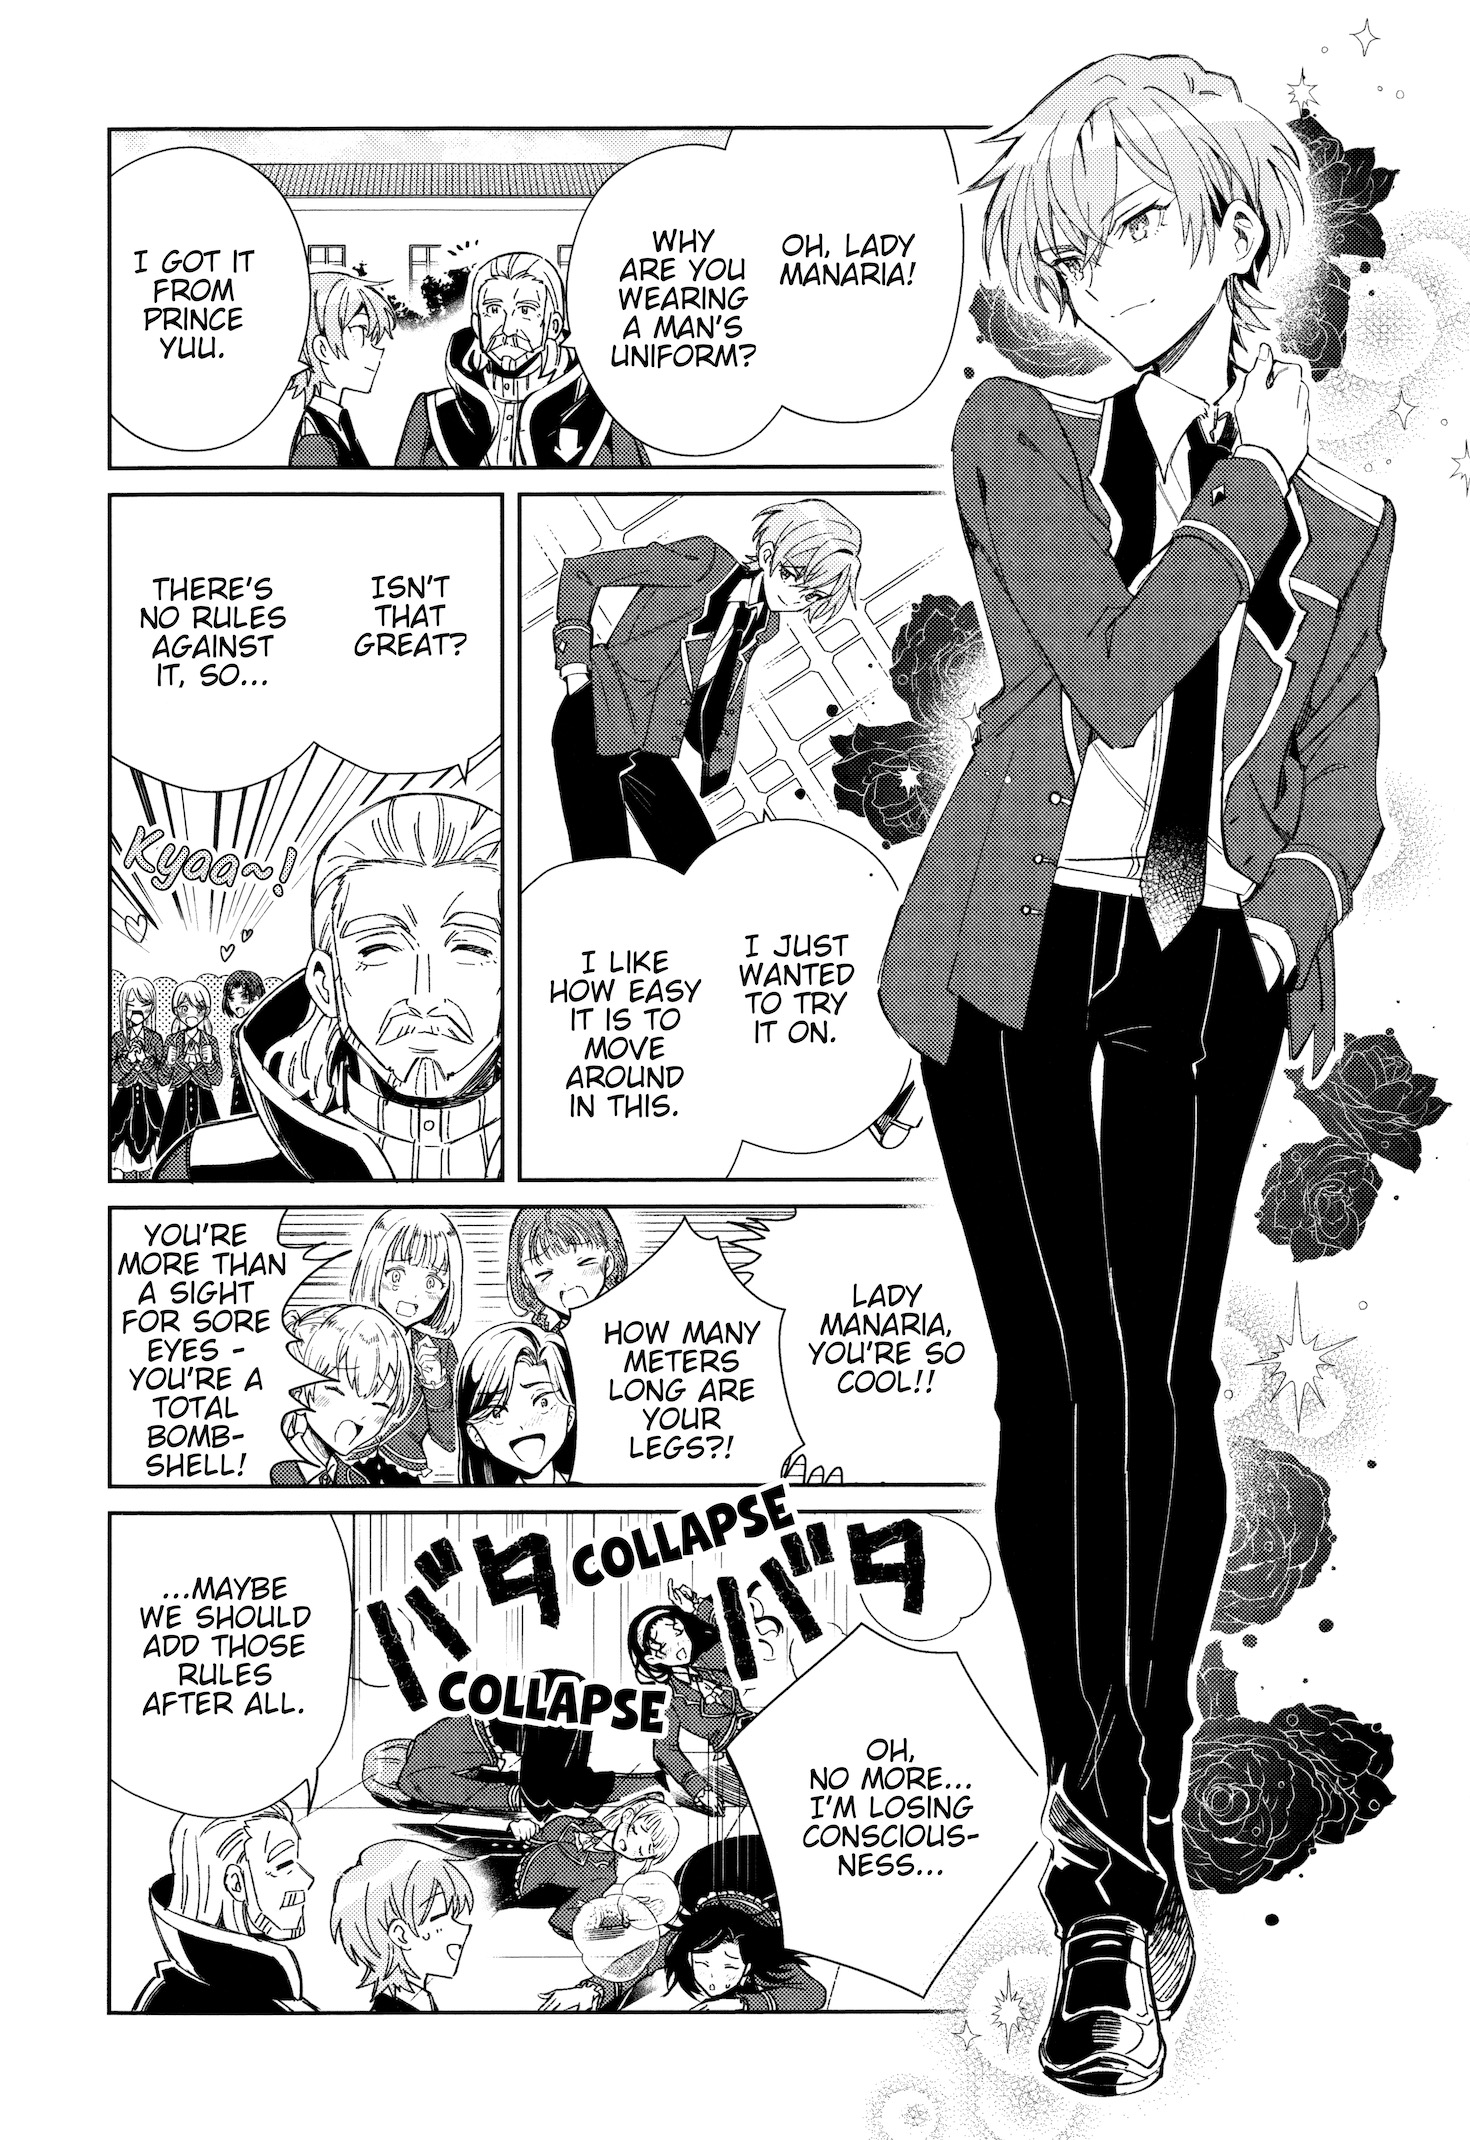 OH, LADY
MANARIA!
WHY
ARE YOU
WEARING
A MAN'S
UNIFORM?
I GOT IT
FROM
PRINCE
YUU.
I JUST
WANTED
TO TRY
IT ON.
I LIKE
HOW EASY
IT IS TO
MOVE
AROUND
IN THIS.
ISN'T
THAT
GREAT?
THERE'S
NO RULES
AGAINST
IT, SO...
Kyaa~!
LADY
MANARIA,
YOU'RE SO
COOL!!
HOW MANY
METERS
LONG ARE
YOUR
LEGS?!
YOU'RE
MORE THAN
A SIGHT
FOR SORE
EYES -
YOU'RE A
TOTAL
BOMB-
SHELL!
バタ
COLLAPSE
バタ
COLLAPSE
OH,
NO MORE...
I'M LOSING
CONSCIOUS-
NESS...
...MAYBE
WE SHOULD
ADD THOSE
RULES
AFTER ALL.